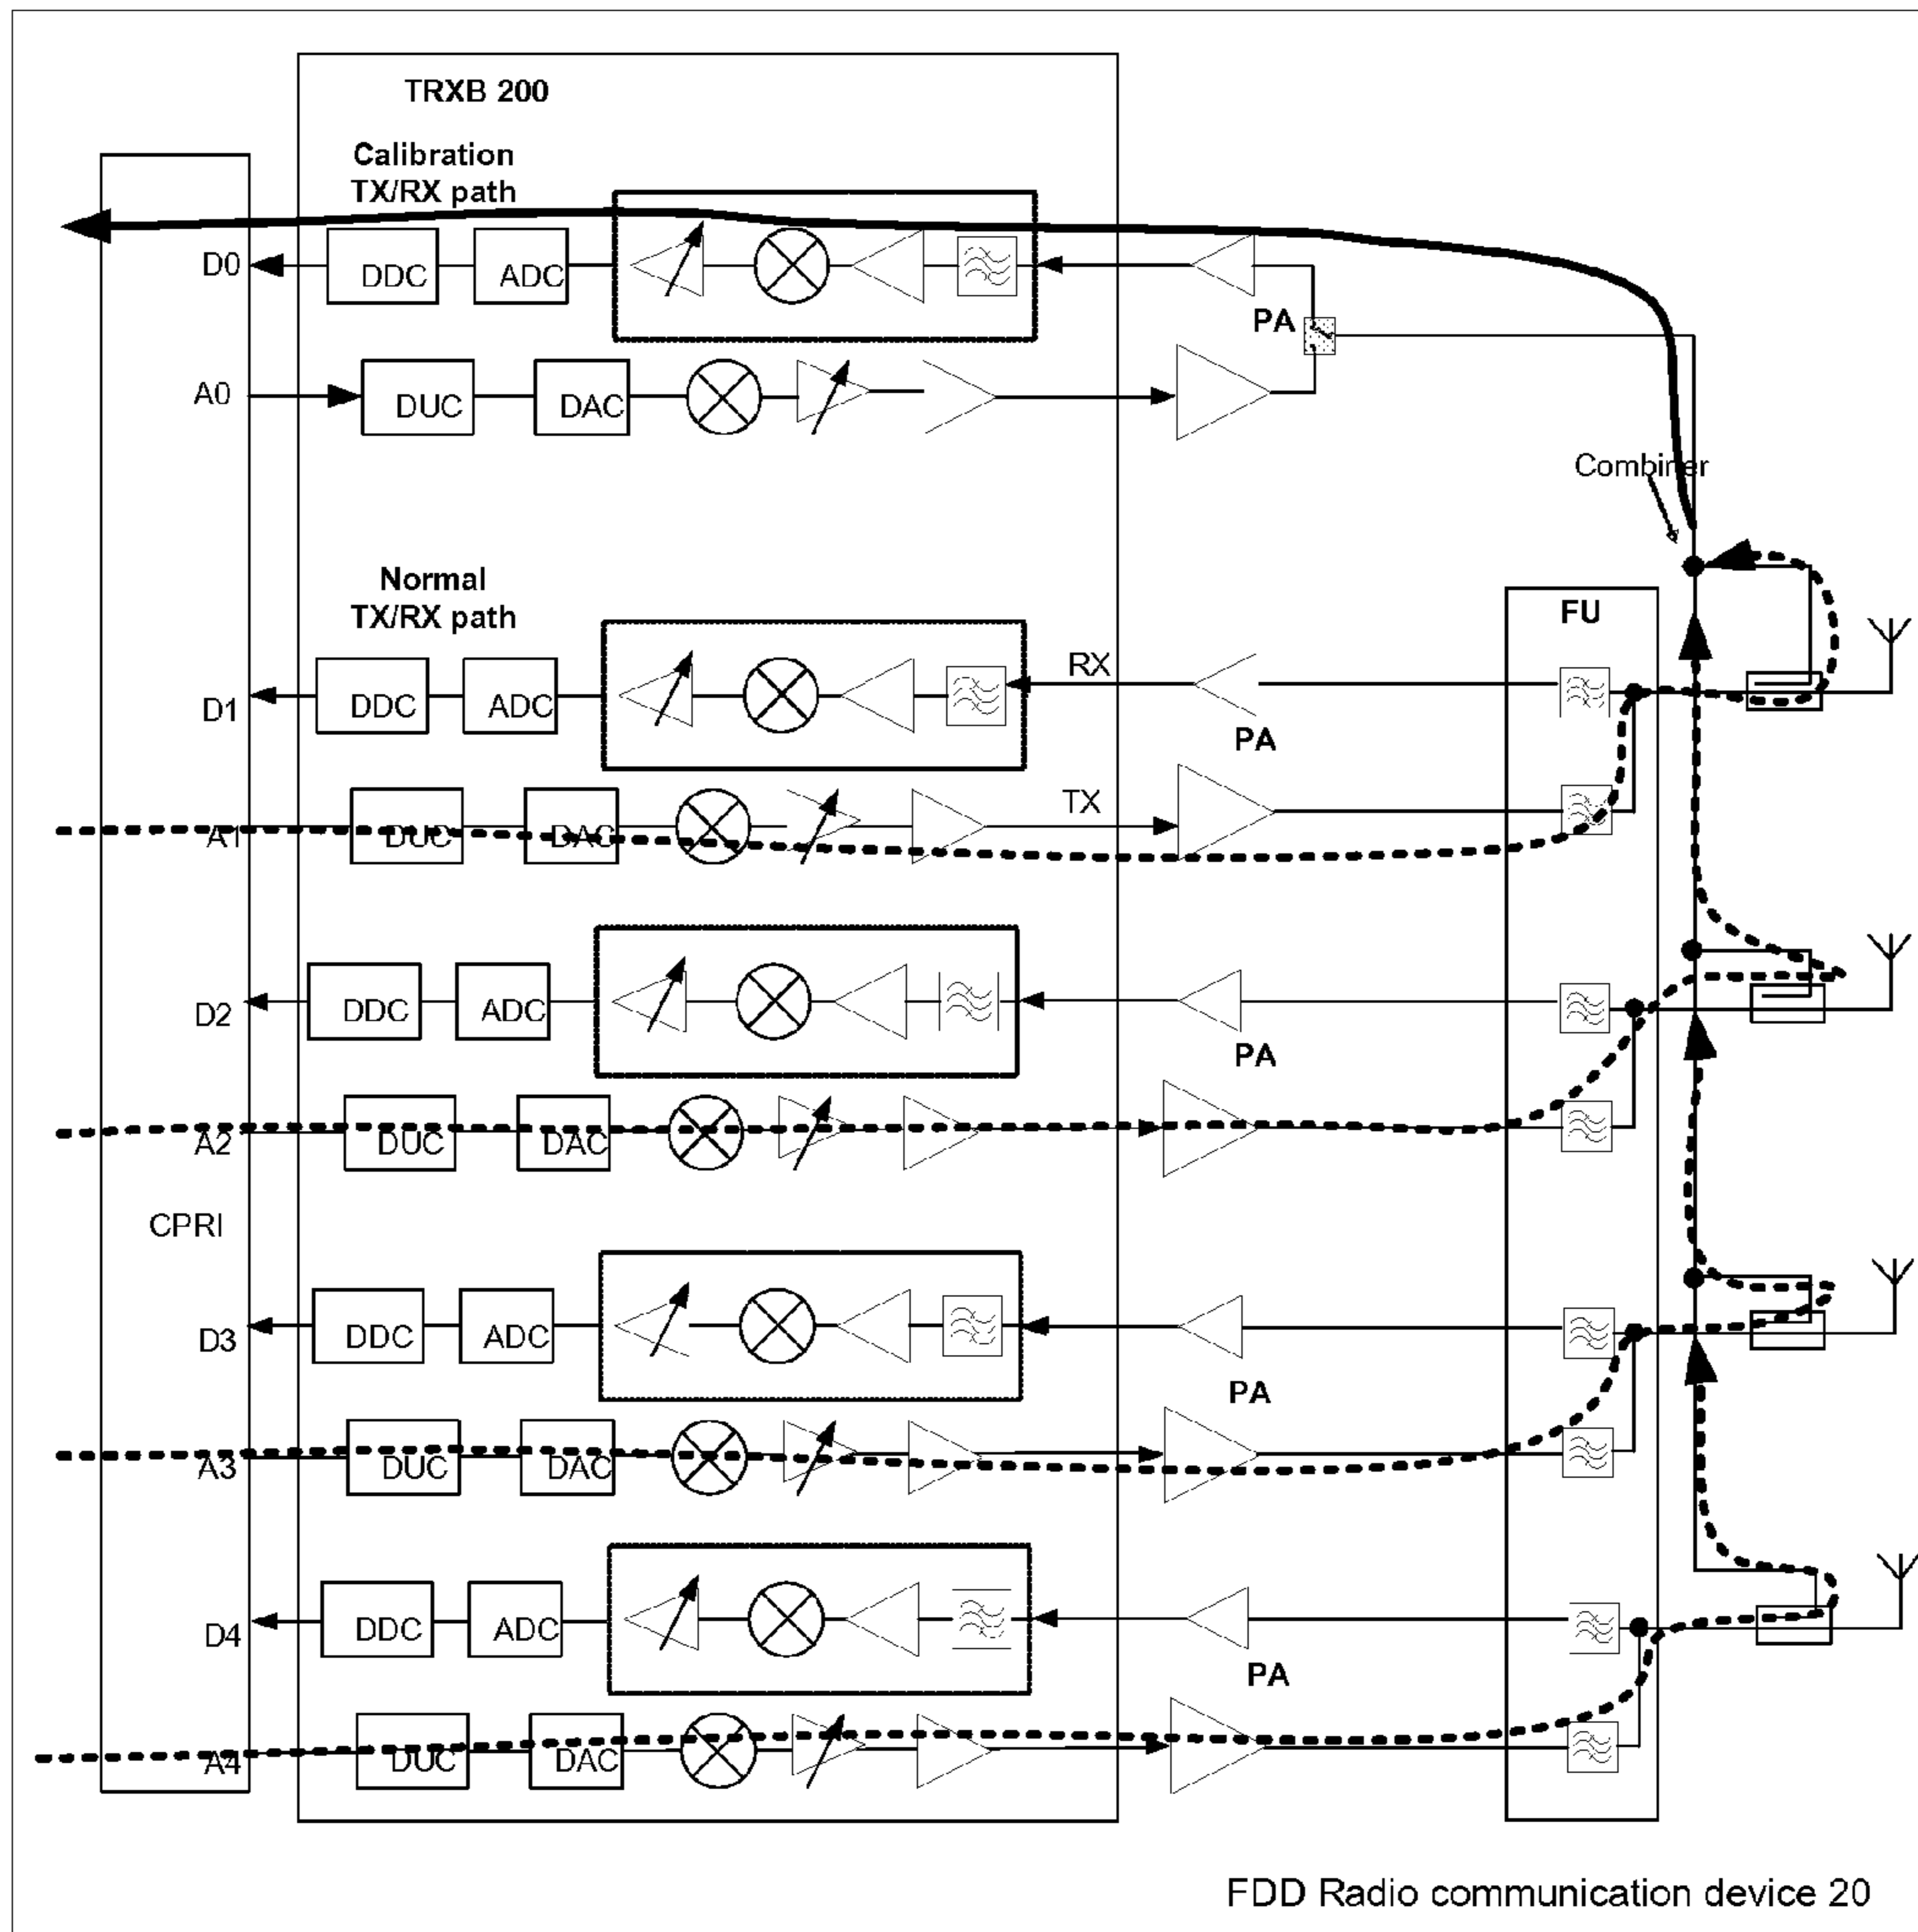 TRXB 200
Calibration
TX/RX path
D0
DDC
ADC
PA
A0
DUC
DAC
Combiner
Normal
TX/RX path
FU
RX
D1
DDC
ADC
PA
TX
A1
DUC
DAC
D2
DDC
ADC
PA
A2
DUC
DAC
CPRI
D3
DDC
ADC
PA
A3
DUC
DAC
D4
DDC
ADC
PA
A4
DUC
DAC
FDD Radio communication device 20